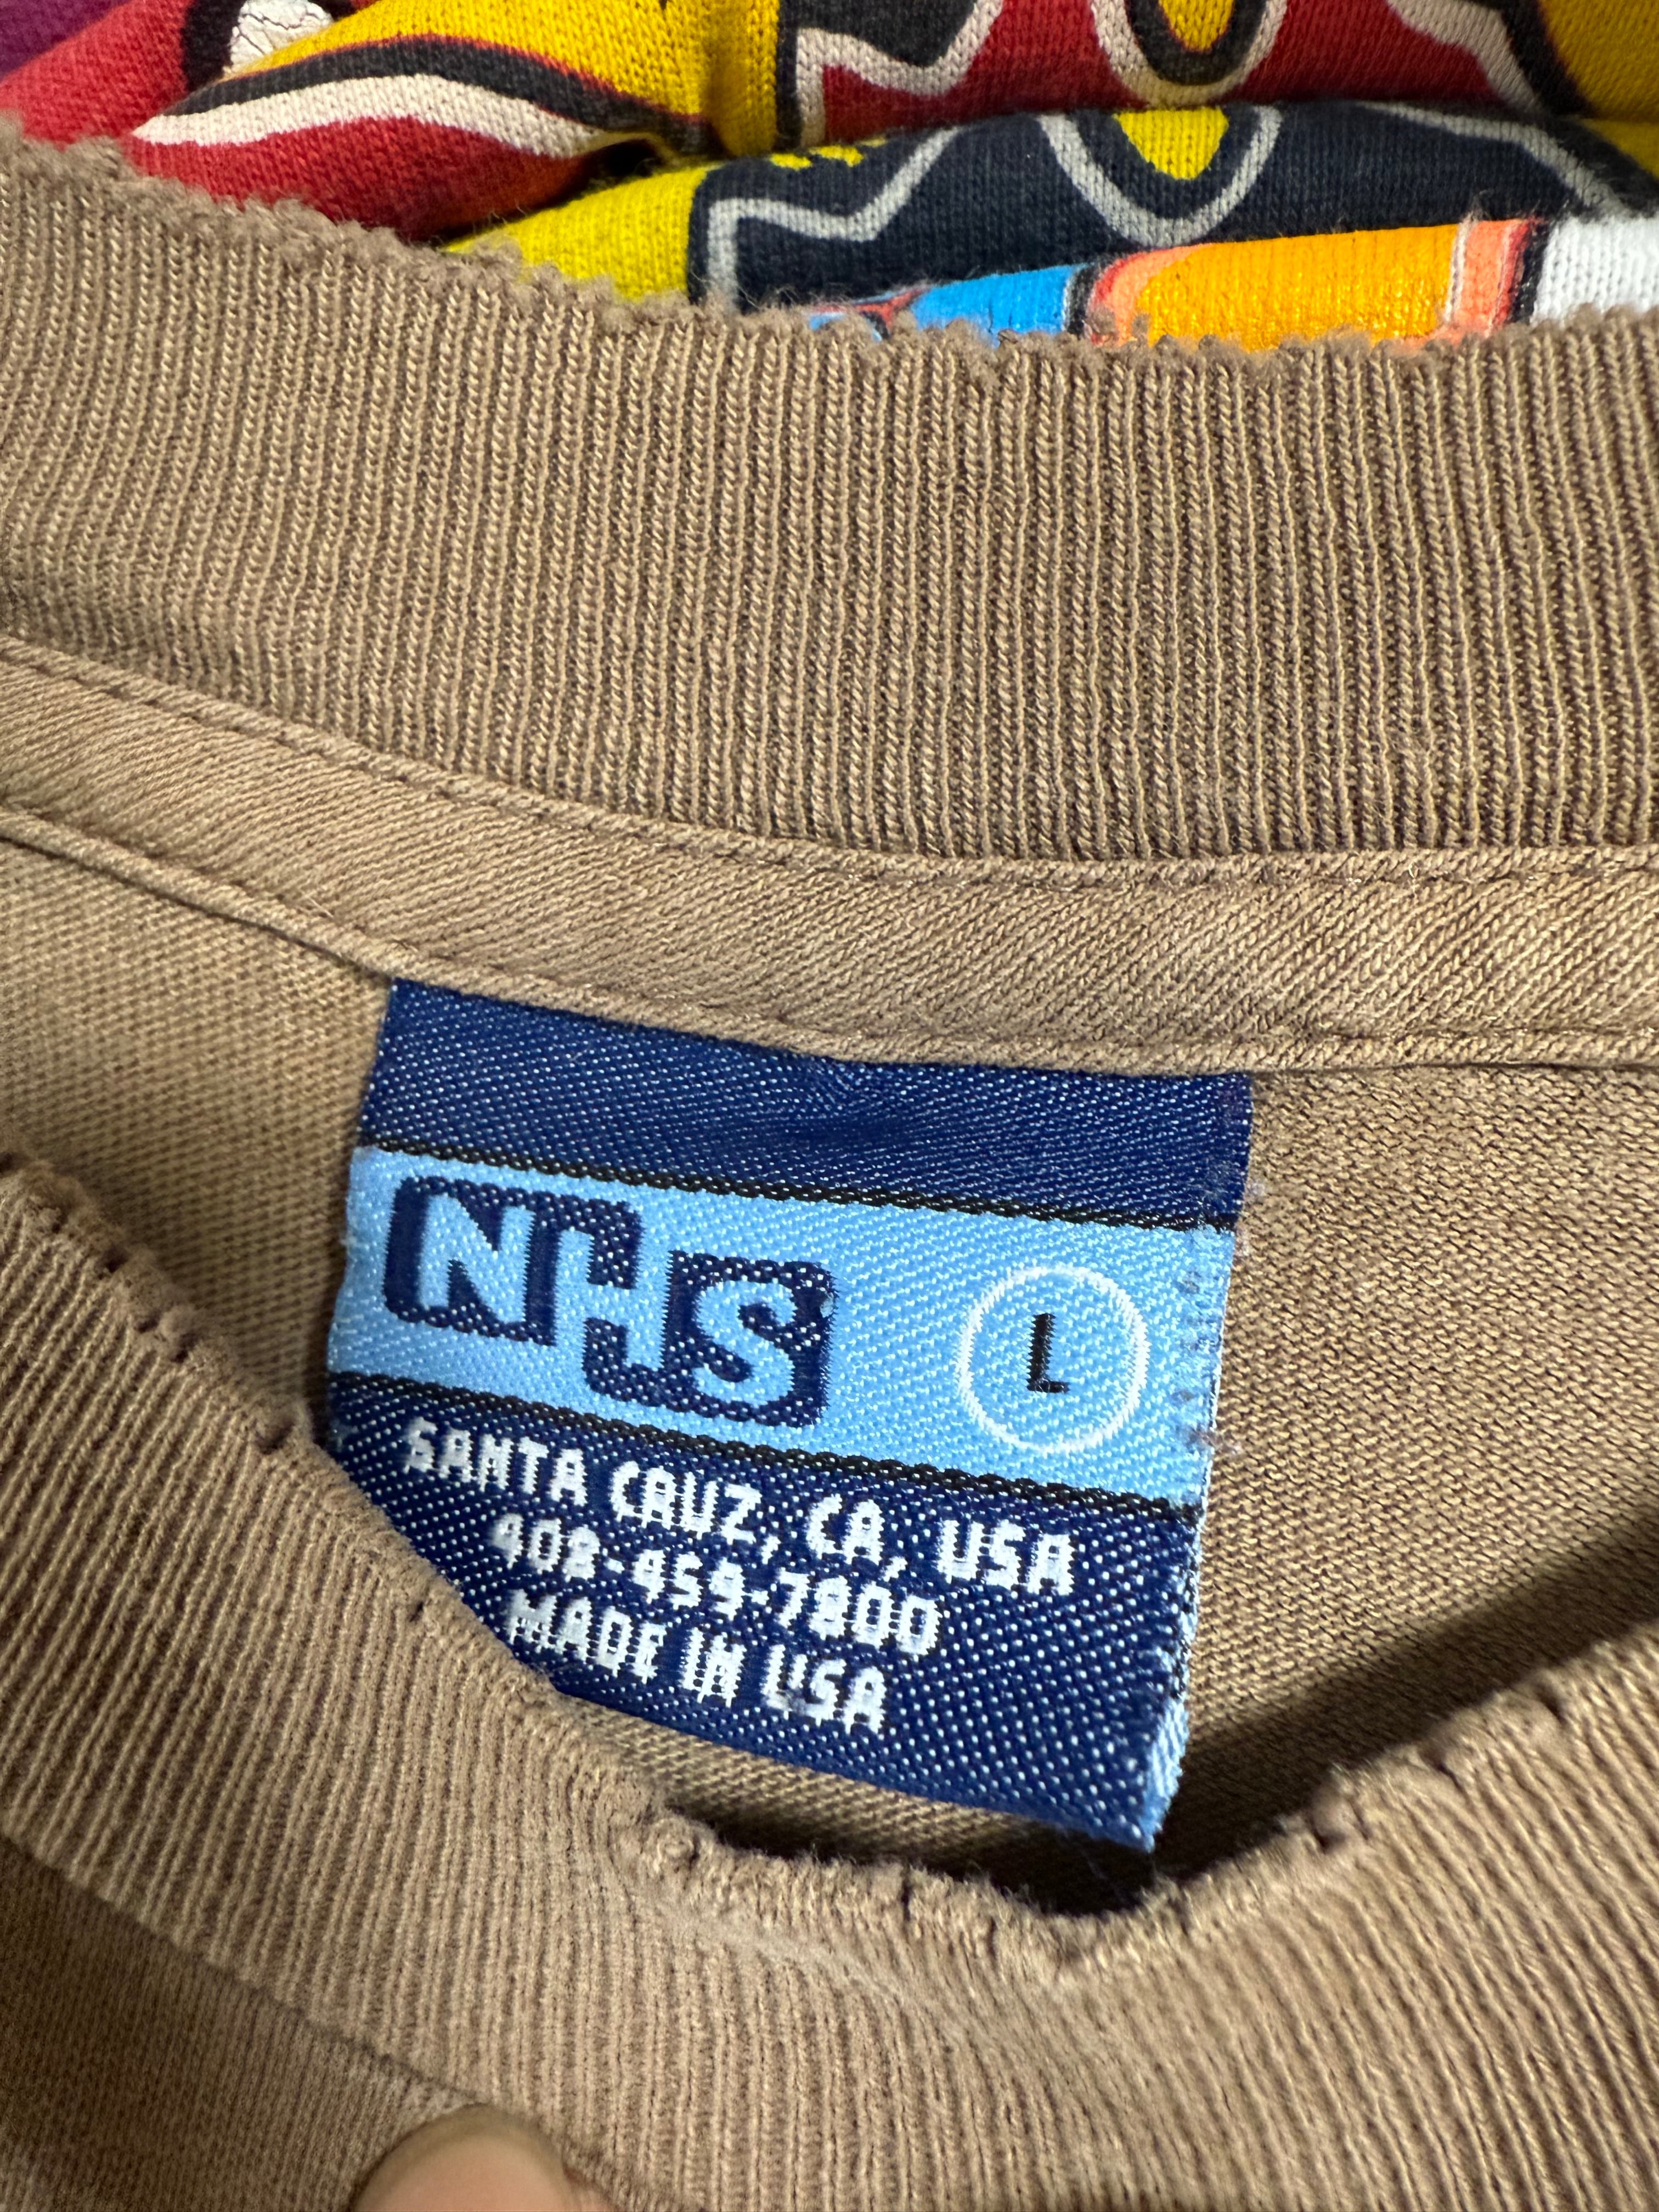 NHS L
SANTA CRUZ, CA, USA
408-459-7800
MADE IN USA